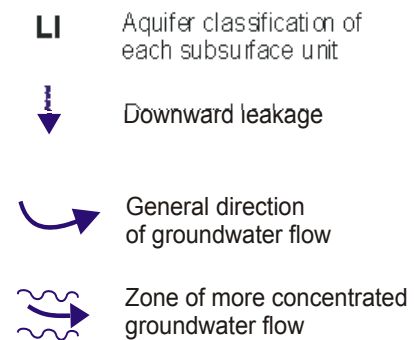 LI Aquifer classification of
each subsurface unit
Downward leakage
General direction
of groundwater flow
Zone of more concentrated
groundwater flow